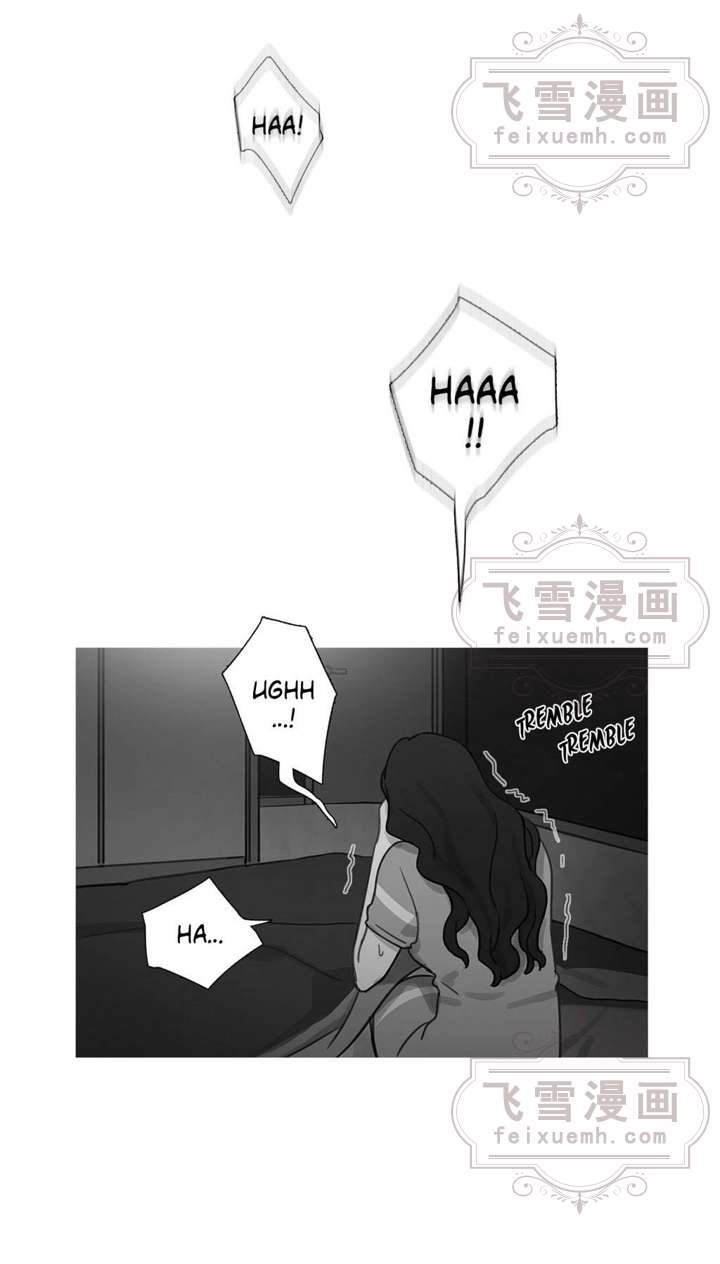 飞雪漫画
feixuemh.com
HAA!
HAAA
!!
飞雪漫画
feixuemh.com
UGHH
...!
TREMBLE
TREMBLE
HA...
飞雪漫画
feixuemh.com